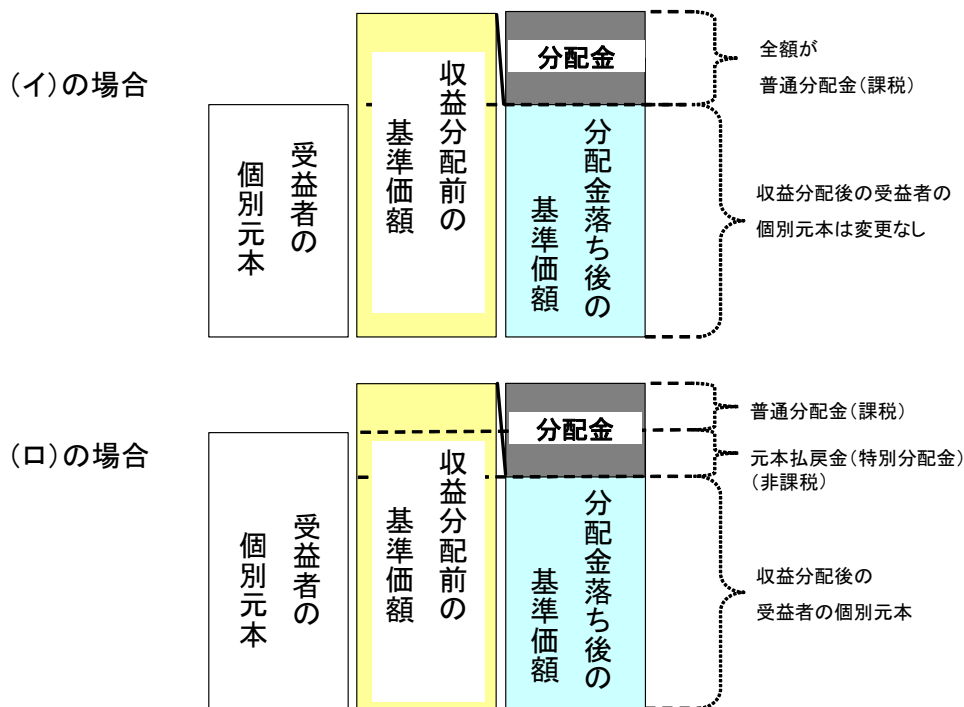 (イ)の場合
受益者の
個別元本
収益分配前の
基準価額
分配金
分配金落ち後の
基準価額
全額が
普通分配金(課税)
収益分配後の受益者の
個別元本は変更なし
(ロ)の場合
受益者の
個別元本
収益分配前の
基準価額
分配金
分配金落ち後の
基準価額
普通分配金(課税)
元本払戻金(特別分配金)
(非課税)
収益分配後の
受益者の個別元本